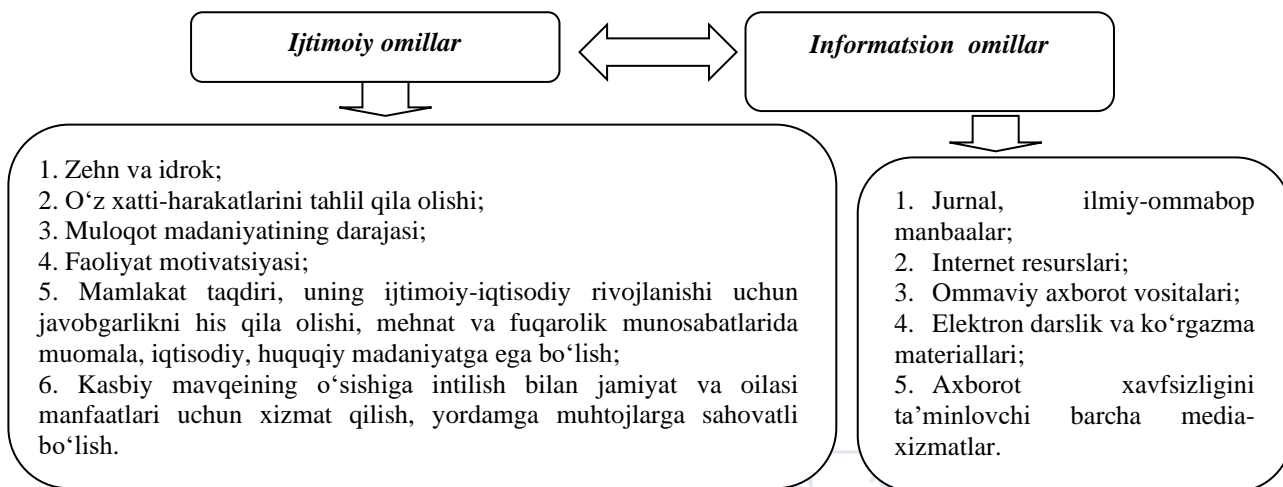 Ijtimoiy omillar
Informatsion omillar
1. Zehn va idrok;
2. O‘z xatti-harakatlarini tahlil qila olishi;
3. Muloqot madaniyatining darajasi;
4. Faoliyat motivatsiyasi;
5. Mamlakat taqdiri, uning ijtimoiy-iqtisodiy rivojlanishi uchun
javobgarlikni his qila olishi, mehnat va fuqarolik munosabatlarida
muomala, iqtisodiy, huquqiy madaniyatga ega bo‘lish;
6. Kasbiy mavqeining o‘sishiga intilish bilan jamiyat va oilasi
manfaatlari uchun xizmat qilish, yordamga muhtojlarga sahovatli
bo‘lish.
1. Jurnal, ilmiy-ommabop
manbaalar;
2. Internet resurslari;
3. Ommaviy axborot vositalari;
4. Elektron darslik va ko‘rgazma
materiallari;
5. Axborot xavfsizligini
ta’minlovchi barcha media-
xizmatlar.